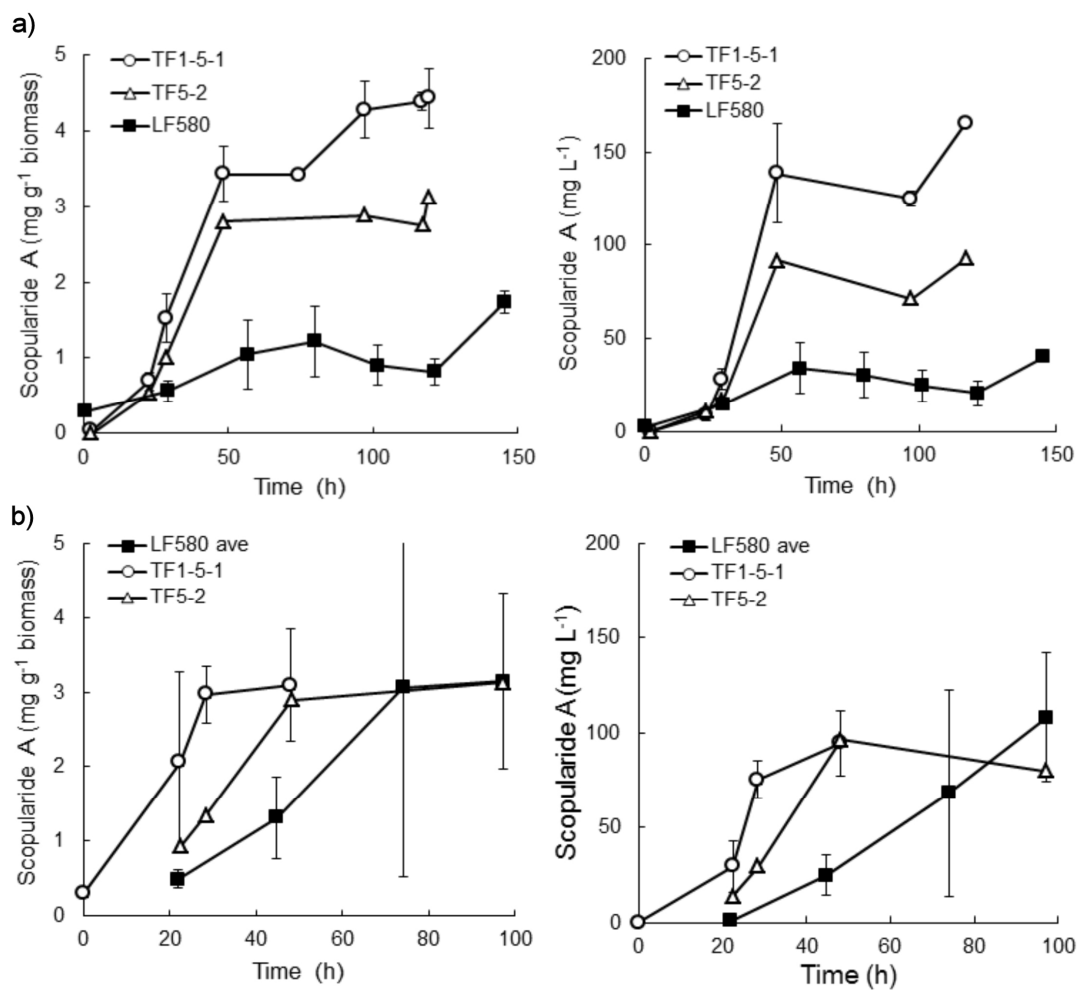 a)
Scopularide A (mg g⁻¹ biomass)
5
4
3
2
1
0
TF1-5-1
TF5-2
LF580
0 50 100 150
Time (h)
Scopularide A (mg L⁻¹)
200
150
100
50
0
TF1-5-1
TF5-2
LF580
0 50 100 150
Time (h)
b)
Scopularide A (mg g⁻¹ biomass)
5
4
3
2
1
0
LF580 ave
TF1-5-1
TF5-2
0 20 40 60 80 100
Time (h)
Scopularide A (mg L⁻¹)
200
150
100
50
0
LF580 ave
TF1-5-1
TF5-2
0 20 40 60 80 100
Time (h)